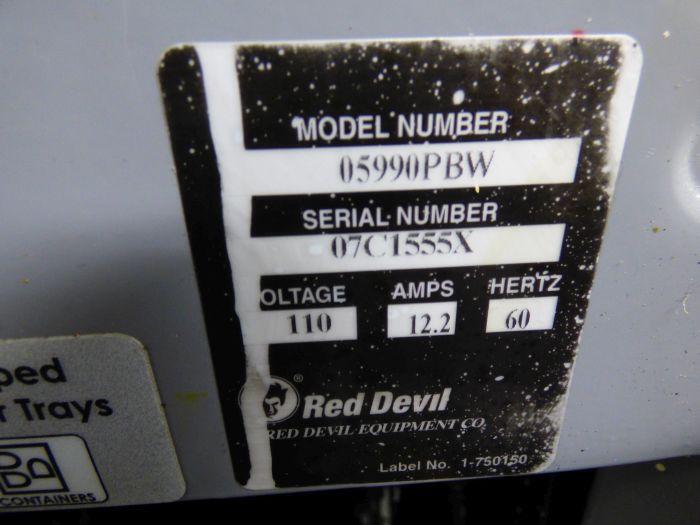 MODEL NUMBER
05990PBW
SERIAL NUMBER
07C1555X
OLTAGE AMPS HERTZ
110 12.2 60
Red Devil®
RED DEVIL EQUIPMENT CO.
Label No. 1-750150
ped
r Trays
CONTAINERS